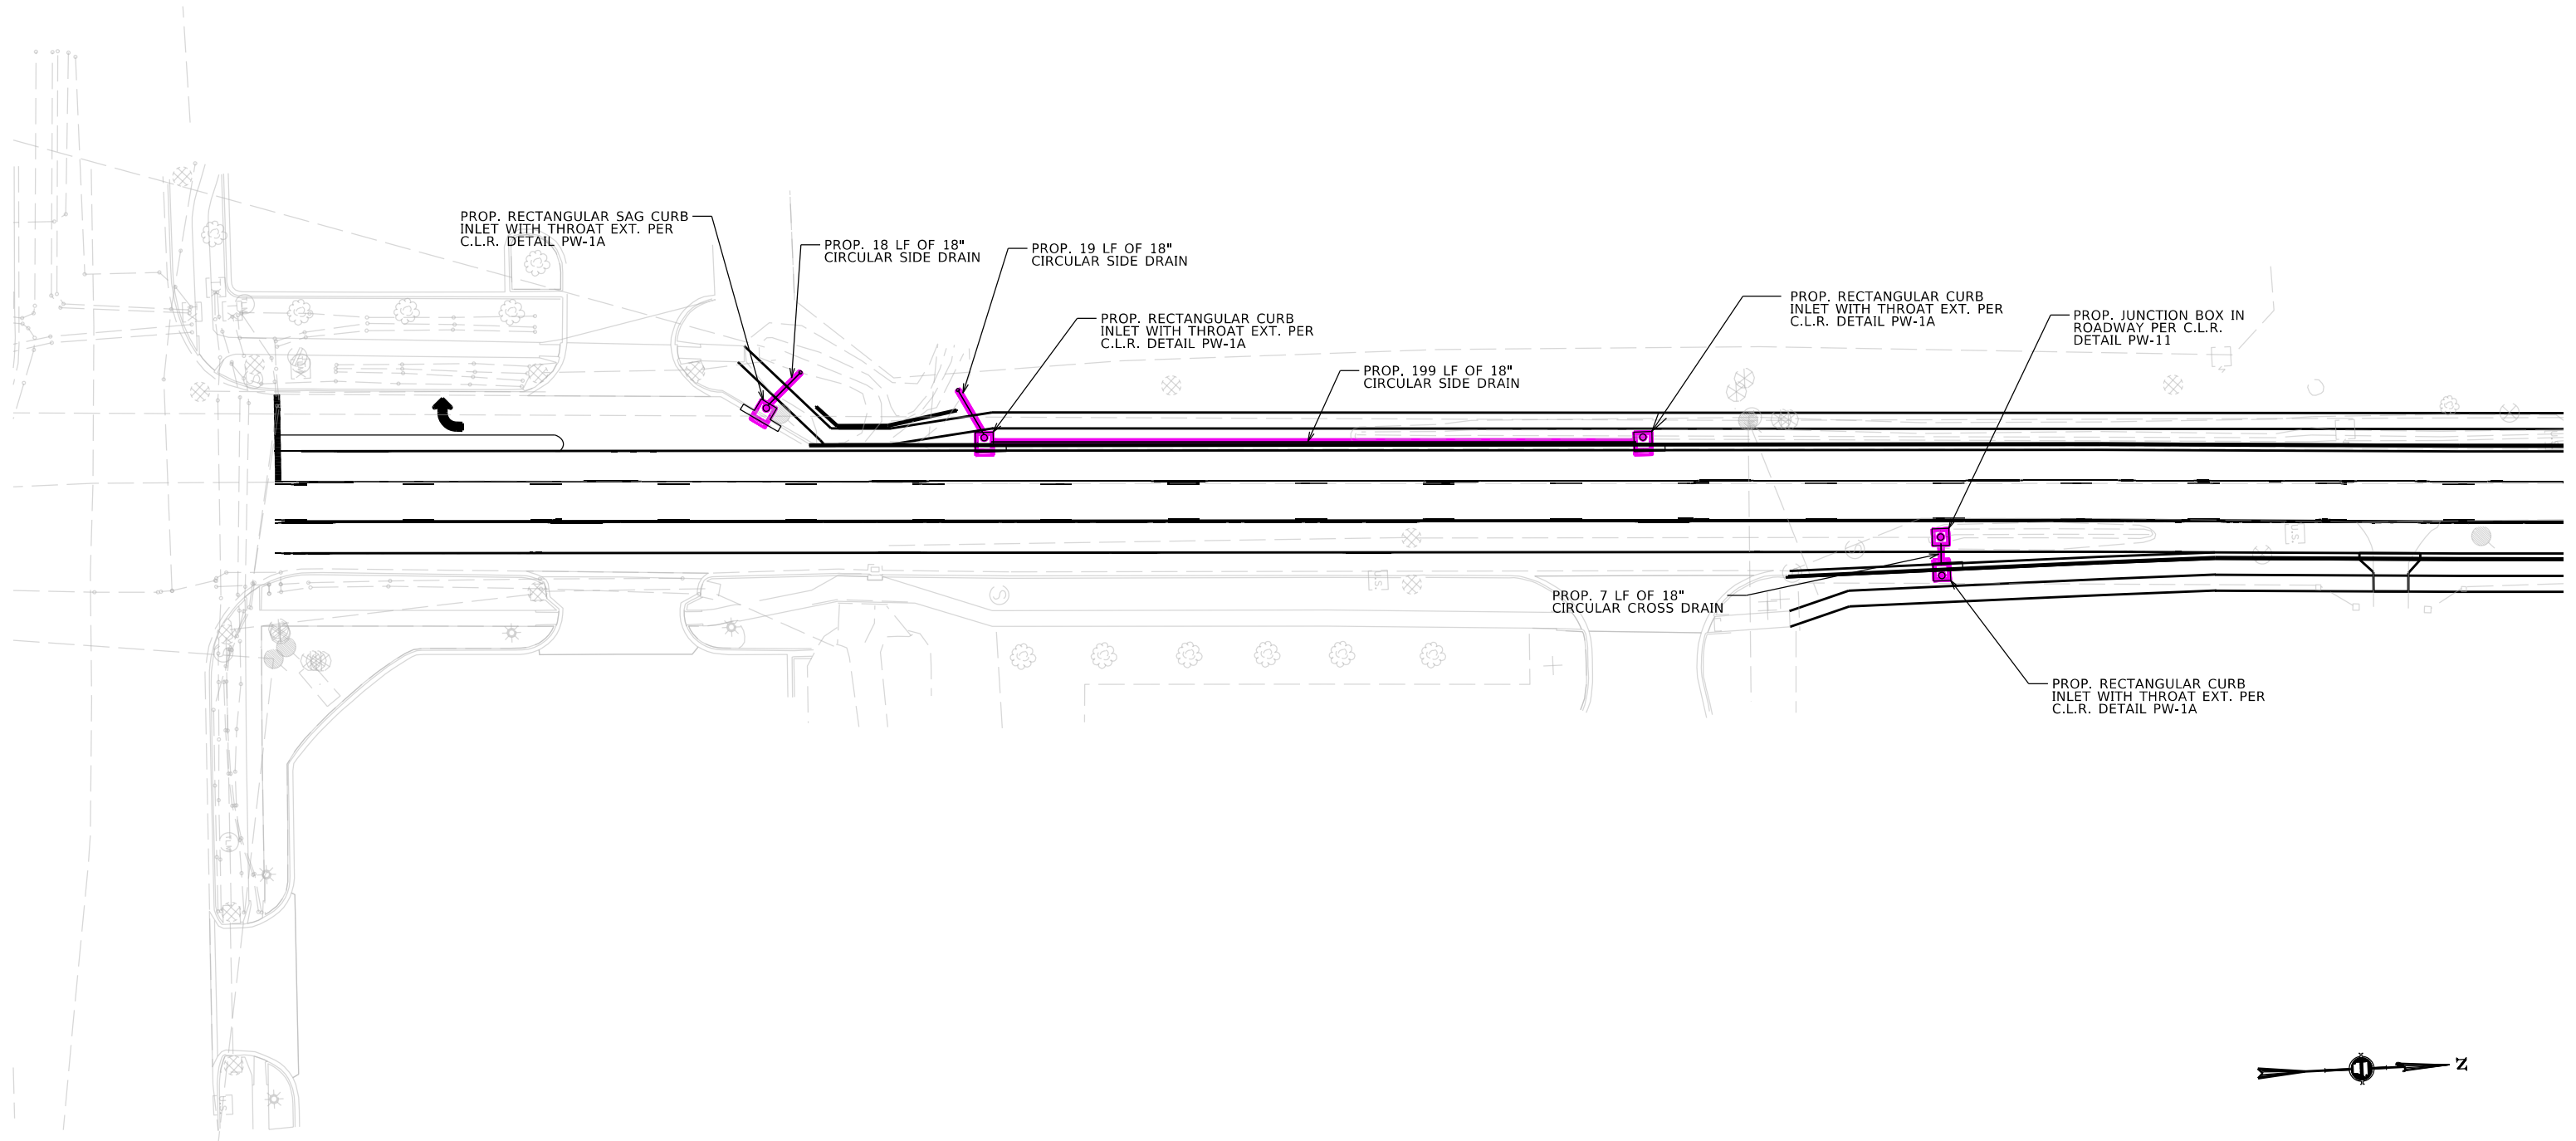 PROP. RECTANGULAR SAG CURB
INLET WITH THROAT EXT. PER
C.L.R. DETAIL PW-1A
PROP. 18 LF OF 18"
CIRCULAR SIDE DRAIN
PROP. 19 LF OF 18"
CIRCULAR SIDE DRAIN
PROP. RECTANGULAR CURB
INLET WITH THROAT EXT. PER
C.L.R. DETAIL PW-1A
PROP. 199 LF OF 18"
CIRCULAR SIDE DRAIN
PROP. RECTANGULAR CURB
INLET WITH THROAT EXT. PER
C.L.R. DETAIL PW-1A
PROP. JUNCTION BOX IN
ROADWAY PER C.L.R.
DETAIL PW-11
PROP. 7 LF OF 18"
CIRCULAR CROSS DRAIN
PROP. RECTANGULAR CURB
INLET WITH THROAT EXT. PER
C.L.R. DETAIL PW-1A
N